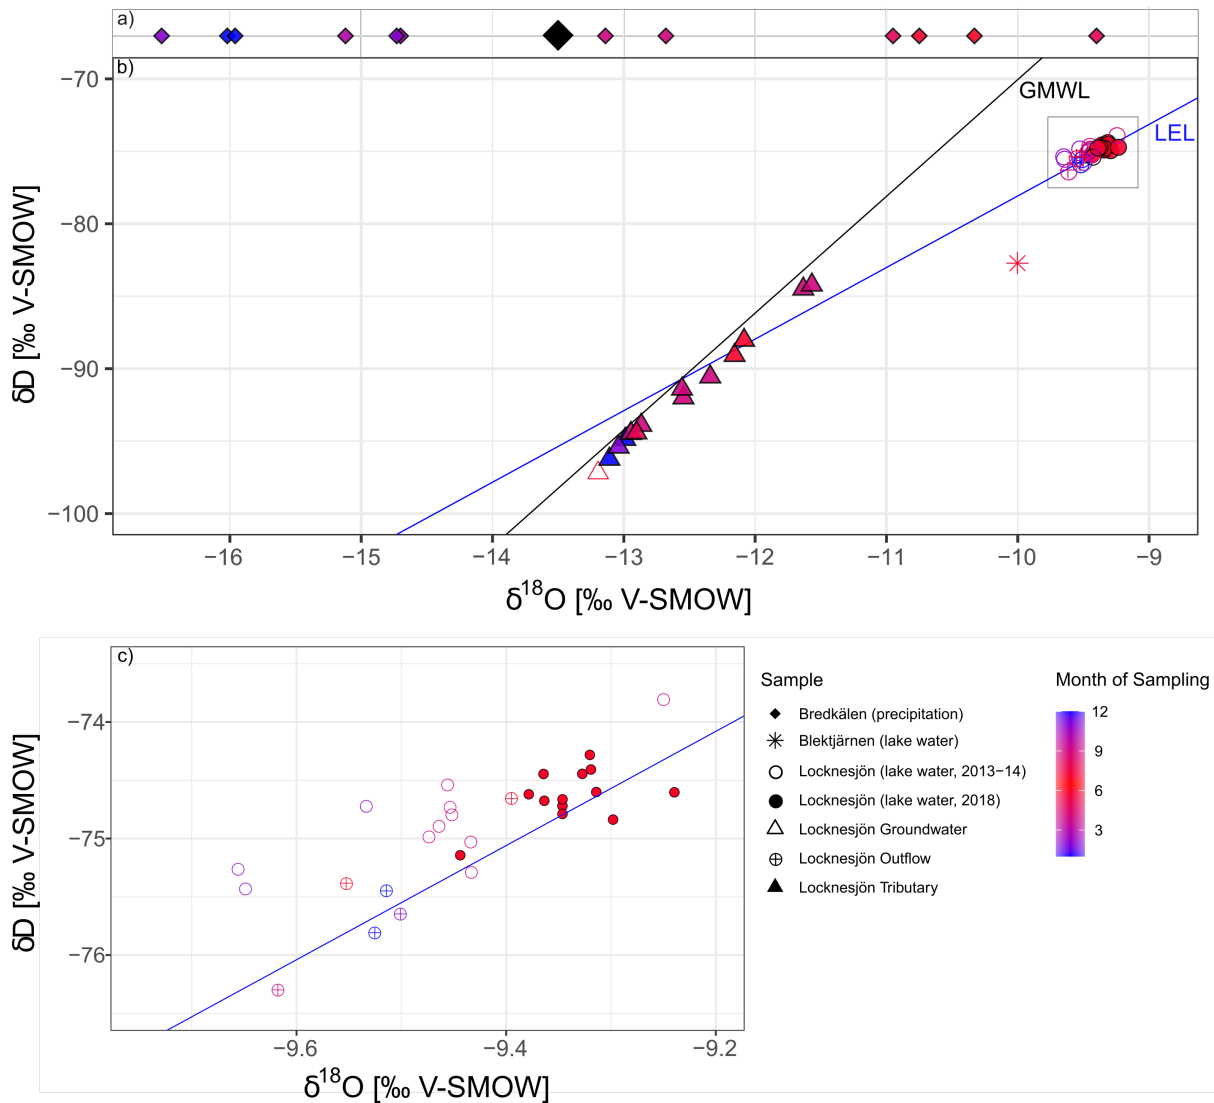 a)
b)
−70
−80
−90
−100
δD [‰ V-SMOW]
GMWL
LEL
−16
−15
−14
−13
−12
−11
−10
−9
δ18O [‰ V-SMOW]
c)
−74
−75
−76
δD [‰ V-SMOW]
−9.6
−9.4
−9.2
δ18O [‰ V-SMOW]
Sample
Bredkälen (precipitation)
Blektjärnen (lake water)
Locknesjön (lake water, 2013−14)
Locknesjön (lake water, 2018)
Locknesjön Groundwater
Locknesjön Outflow
Locknesjön Tributary
Month of Sampling
12
9
6
3